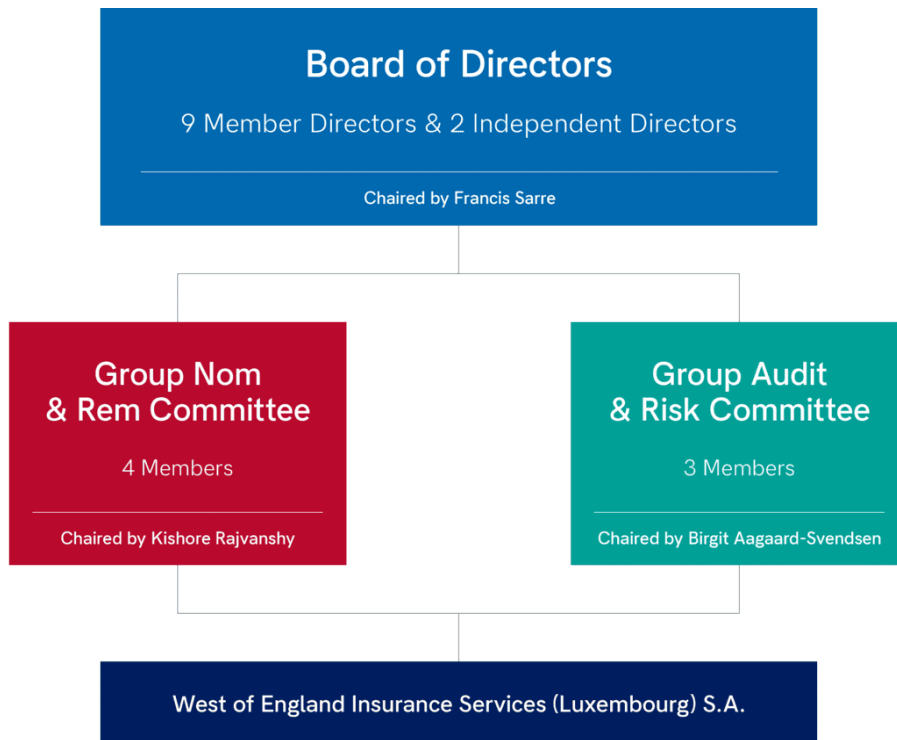 Board of Directors
9 Member Directors & 2 Independent Directors
Chaired by Francis Sarre
Group Nom
& Rem Committee
4 Members
Chaired by Kishore Rajvanshy
Group Audit
& Risk Committee
3 Members
Chaired by Birgit Aagaard-Svendsen
West of England Insurance Services (Luxembourg) S.A.